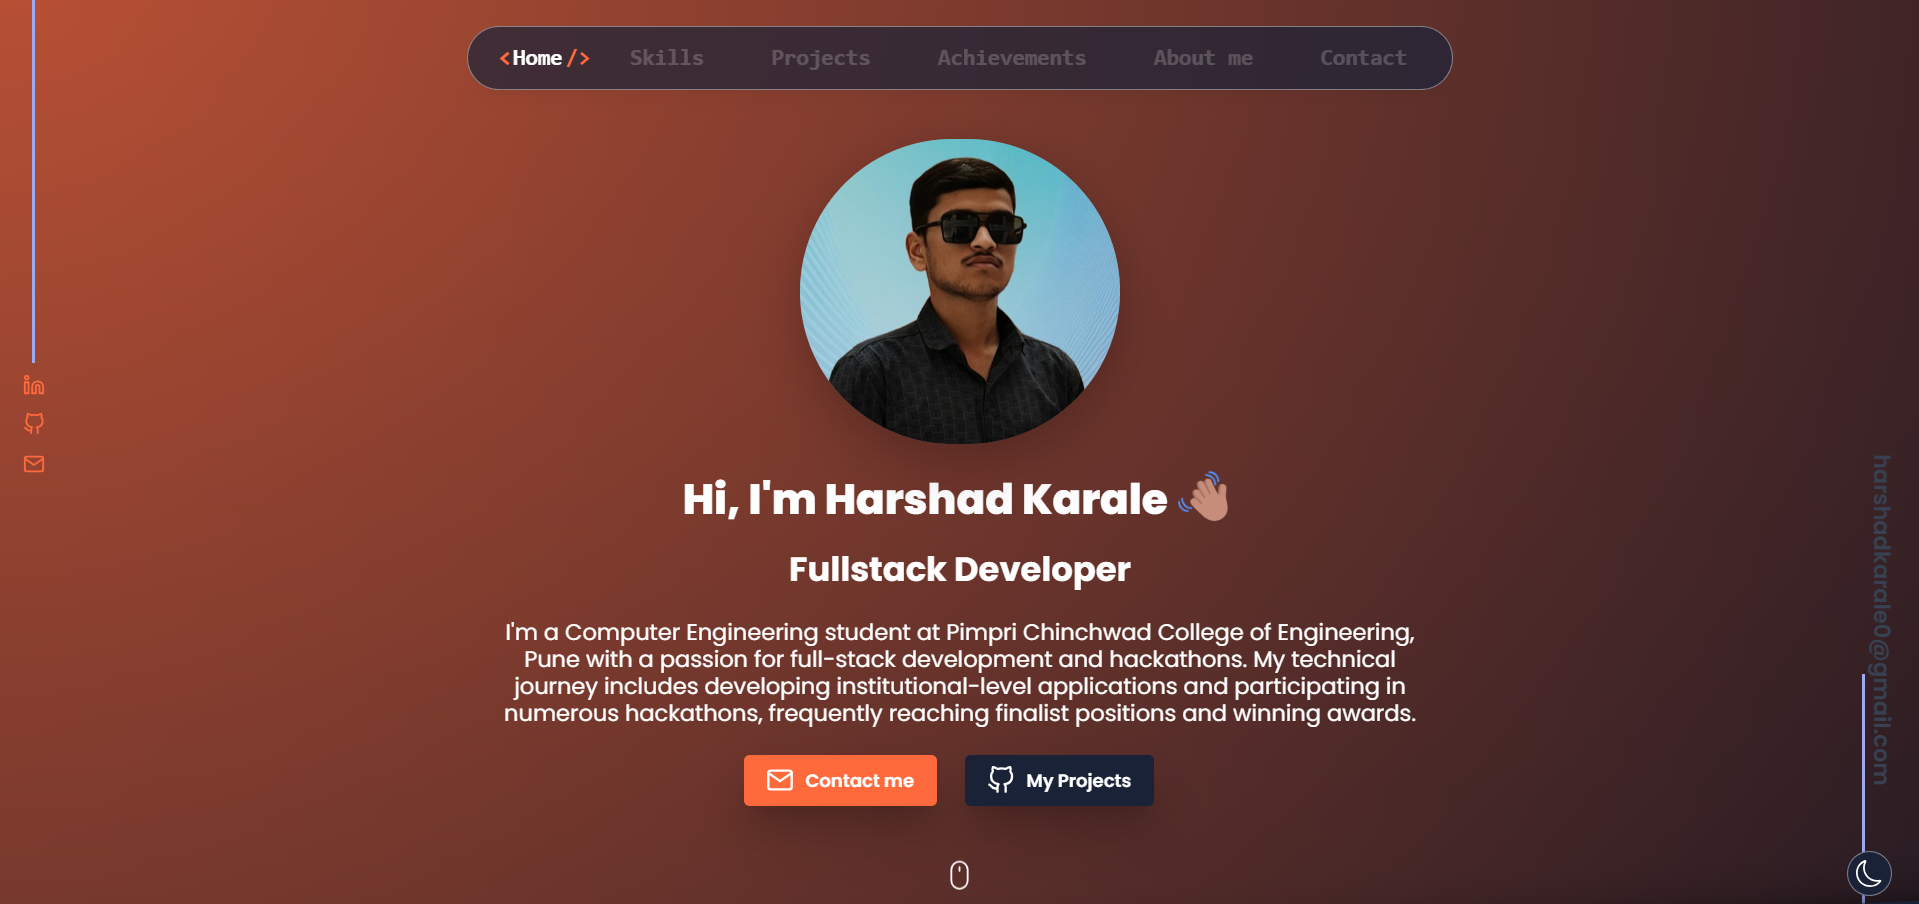 <Home/> Skills Projects Achievements About me Contact
Hi, I'm Harshad Karale
Fullstack Developer
I'm a Computer Engineering student at Pimpri Chinchwad College of Engineering,
Pune with a passion for full-stack development and hackathons. My technical
journey includes developing institutional-level applications and participating in
numerous hackathons, frequently reaching finalist positions and winning awards.
Contact me My Projects
harshadkarale0@gmail.com